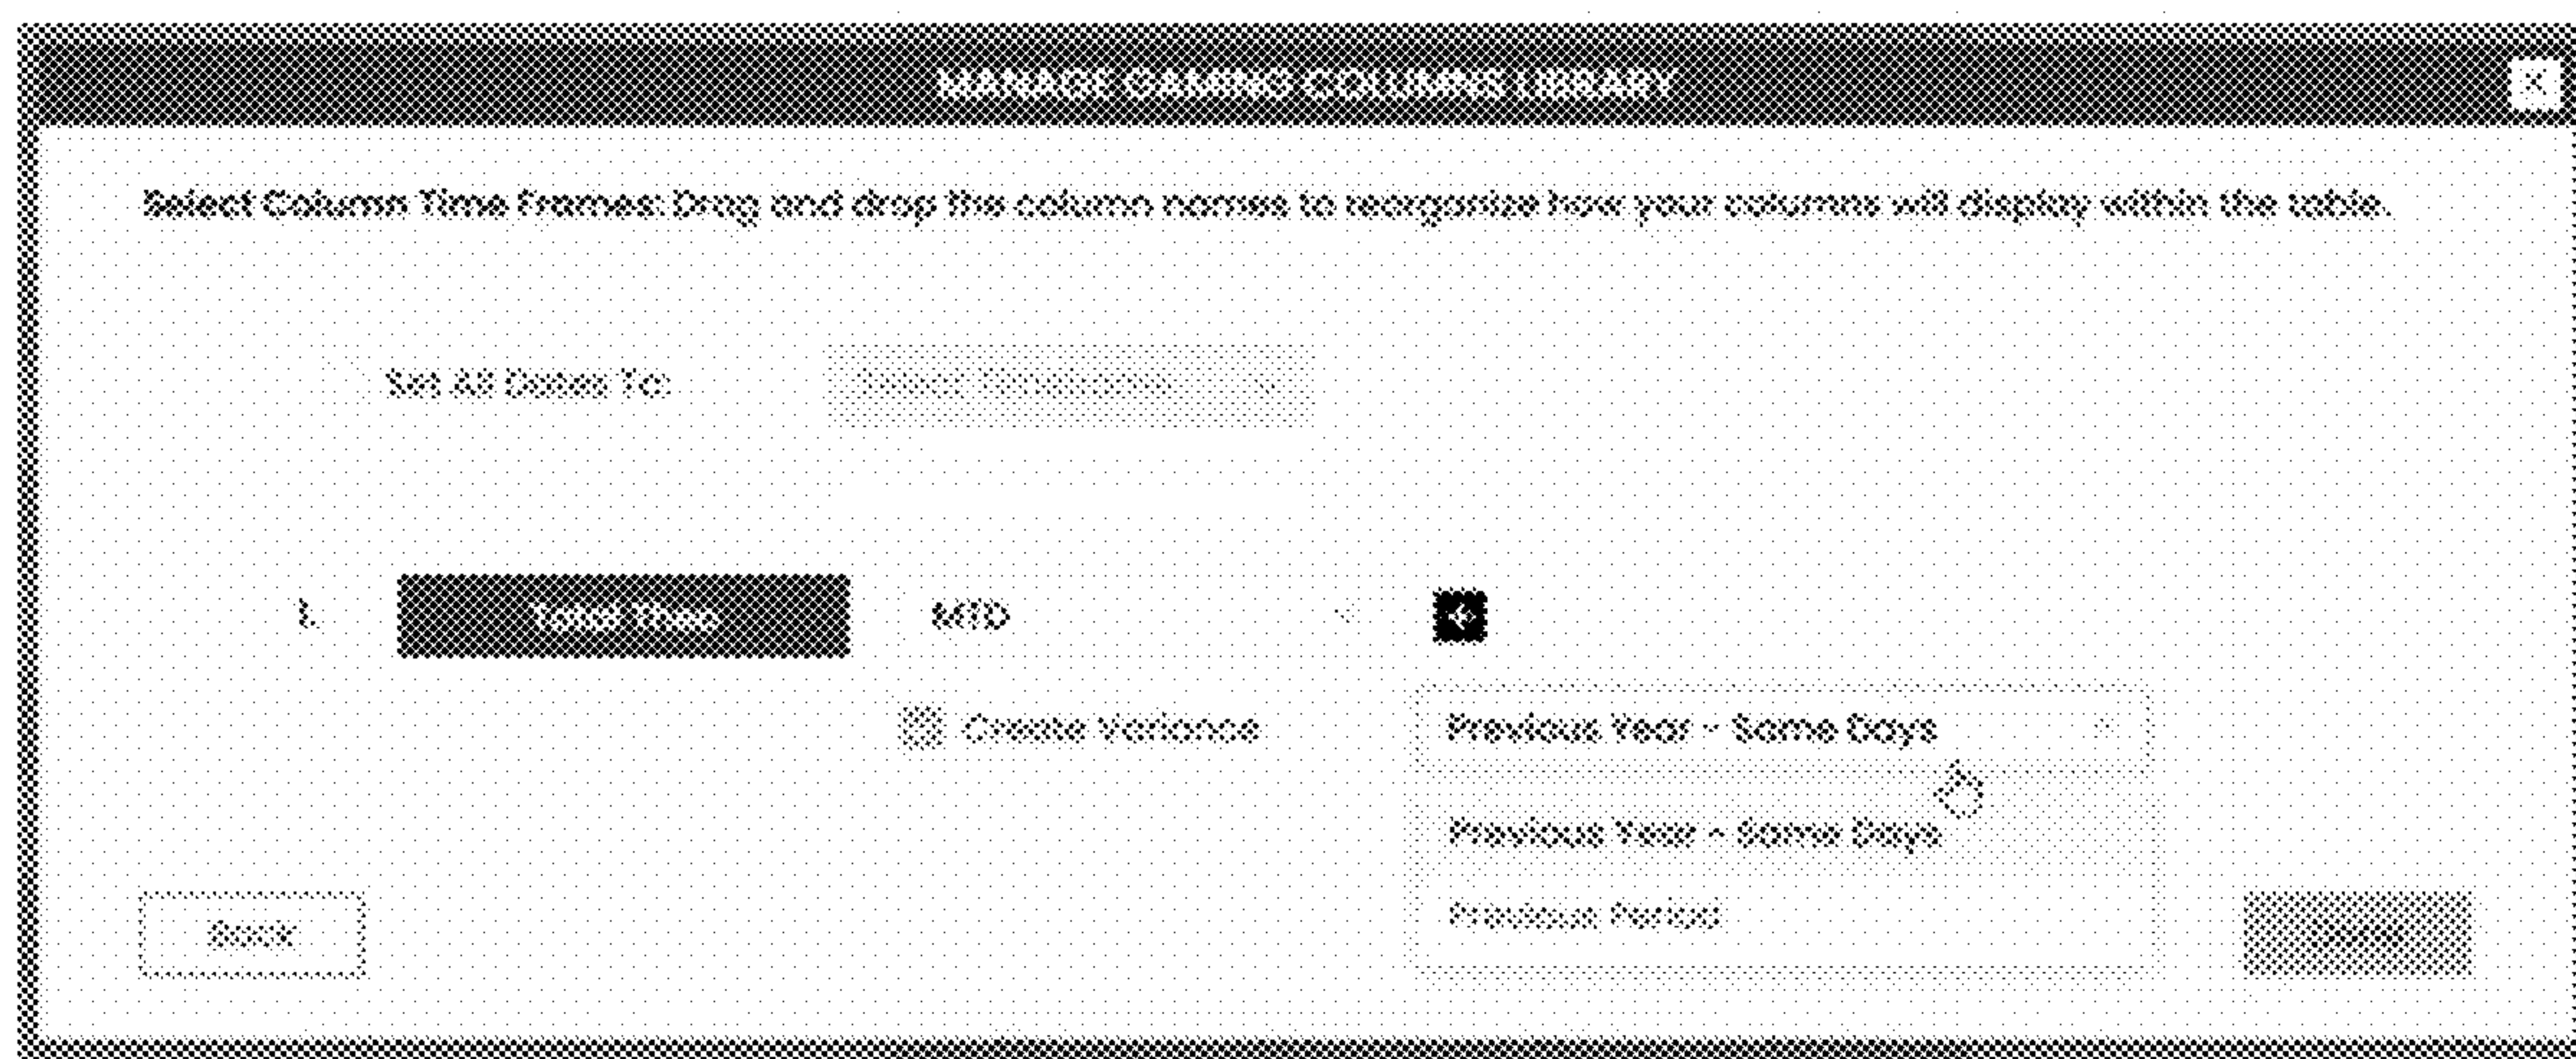 MANAGE GAMING COLUMNS LIBRARY X
Select Column Time Frames: Drag and drop the column names to reorganize how your columns will display within the table.
Set All Dates To: Select Timeframe
1. MTD +
Create Variance Previous Year - Same Days
Previous Year - Same Days
Previous Period
Back